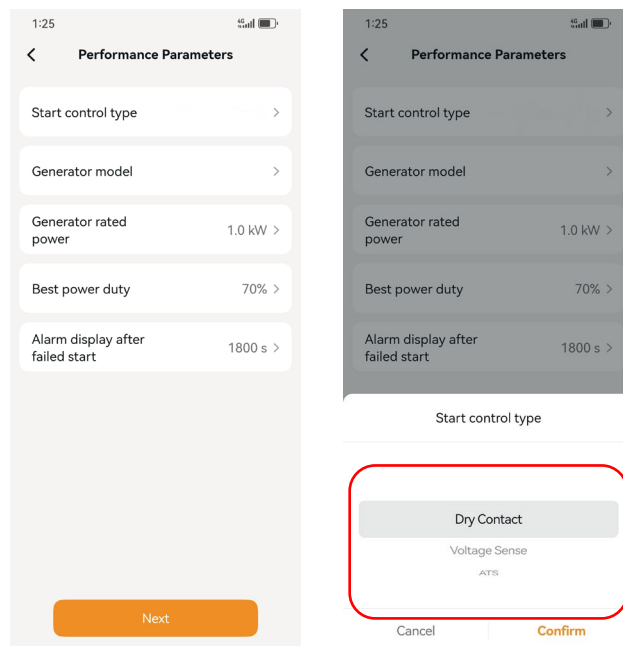 1:25
4G
Performance Parameters
Start control type
Generator model
Generator rated
power
1.0 kW
Best power duty
70%
Alarm display after
failed start
1800 s
Next
1:25
4G
Performance Parameters
Start control type
Generator model
Generator rated
power
1.0 kW
Best power duty
70%
Alarm display after
failed start
1800 s
Start control type
Dry Contact
Voltage Sense
ATS
Cancel
Confirm